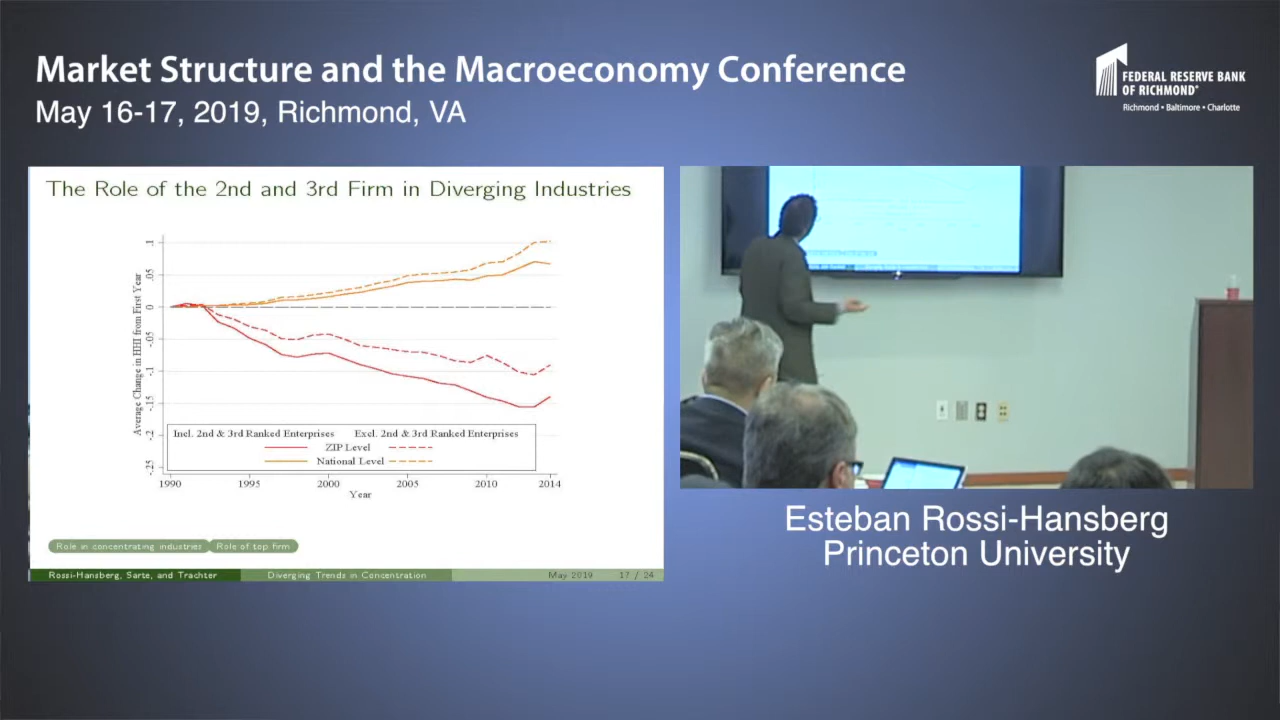 Market Structure and the Macroeconomy Conference
May 16-17, 2019, Richmond, VA
FEDERAL RESERVE BANK
OF RICHMOND®
Richmond • Baltimore • Charlotte
The Role of the 2nd and 3rd Firm in Diverging Industries
Average Change in HHI from First Year
.1
.05
0
-.05
-.1
-.15
-.2
-.25
Incl. 2nd & 3rd Ranked Enterprises Excl. 2nd & 3rd Ranked Enterprises
ZIP Level
National Level
1990 1995 2000 2005 2010 2014
Year
Role in concentrating industries Role of top firm
Rossi-Hansberg, Sarte, and Trachter Diverging Trends in Concentration May 2019 17 / 24
Esteban Rossi-Hansberg
Princeton University